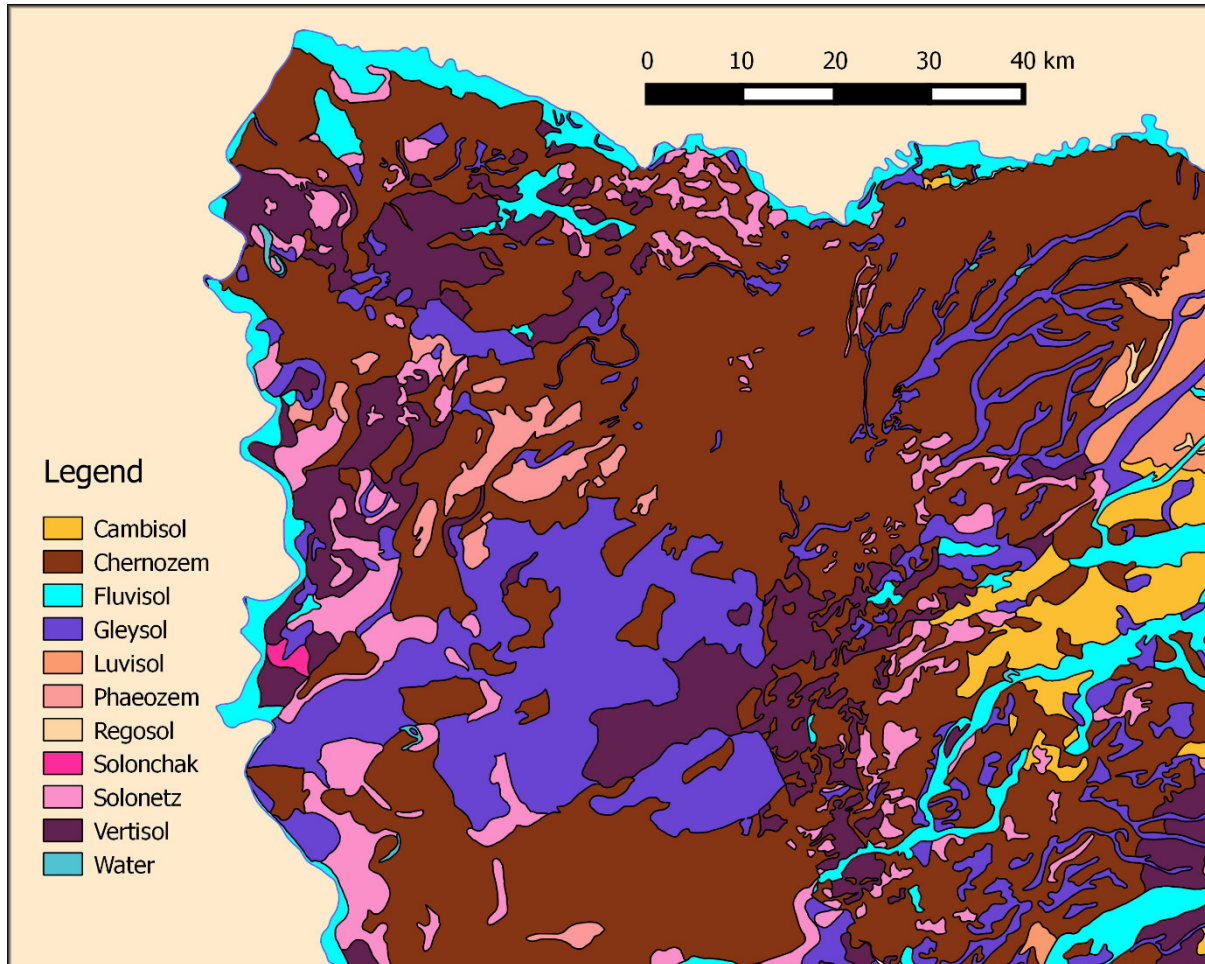 0 10 20 30 40 km
Legend
Cambisol
Chernozem
Fluvisol
Gleysol
Luvisol
Phaeozem
Regosol
Solonchak
Solonetz
Vertisol
Water